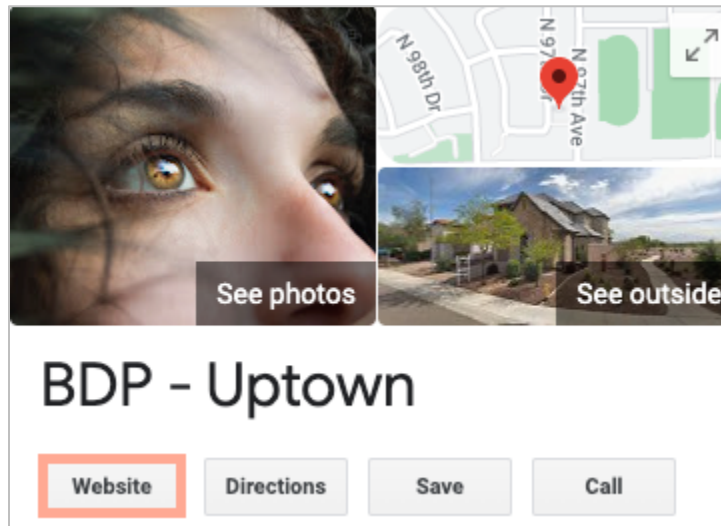 N 98th Dr
N 97th Ave
See photos
See outside
BDP - Uptown
Website
Directions
Save
Call